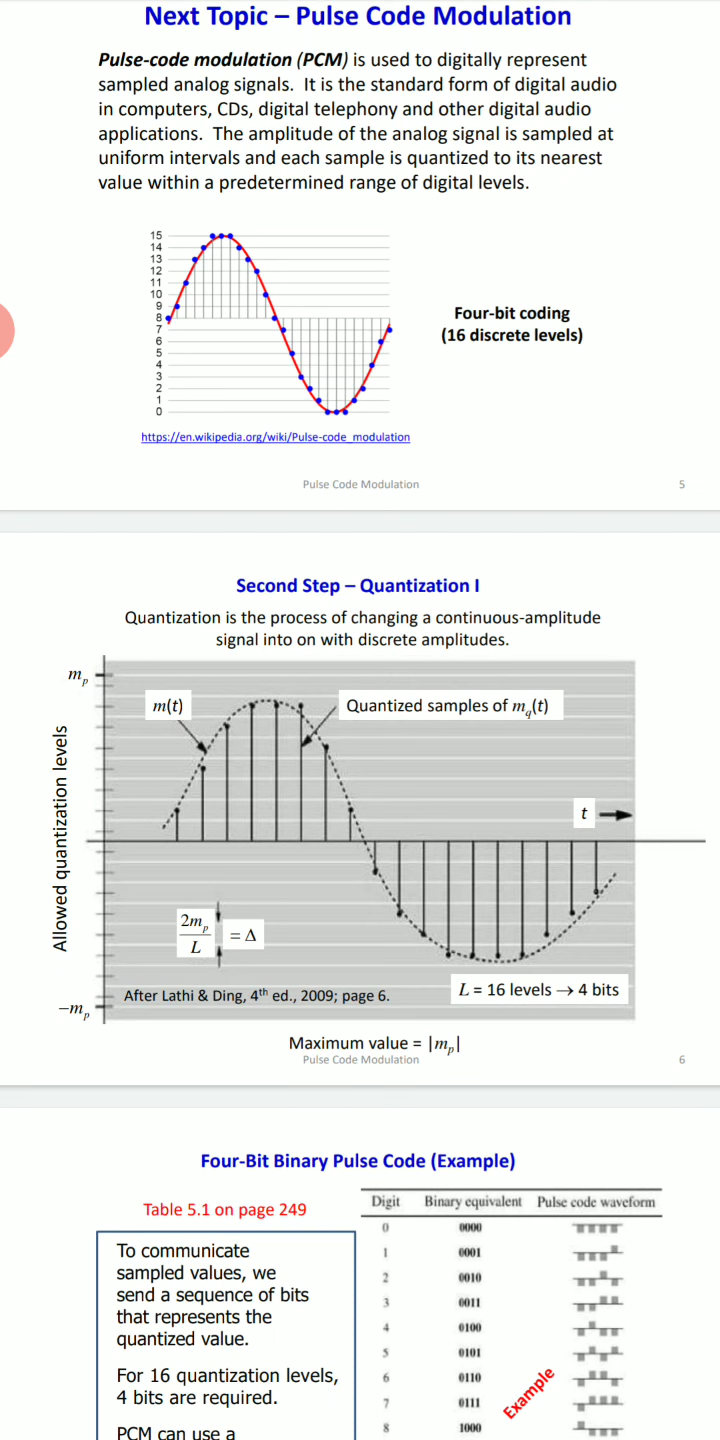 Next Topic – Pulse Code Modulation
Pulse-code modulation (PCM) is used to digitally represent
sampled analog signals. It is the standard form of digital audio
in computers, CDs, digital telephony and other digital audio
applications. The amplitude of the analog signal is sampled at
uniform intervals and each sample is quantized to its nearest
value within a predetermined range of digital levels.
15
14
13
12
11
10
9
8
7
6
5
4
3
2
1
0
Four-bit coding
(16 discrete levels)
https://en.wikipedia.org/wiki/Pulse-code_modulation
Pulse Code Modulation 5
Second Step – Quantization I
Quantization is the process of changing a continuous-amplitude
signal into on with discrete amplitudes.
mp
m(t)
Quantized samples of mq(t)
Allowed quantization levels
t
2mp
L
= Δ
After Lathi & Ding, 4th ed., 2009; page 6.
L = 16 levels → 4 bits
–mp
Maximum value = |mp|
Pulse Code Modulation 6
Four-Bit Binary Pulse Code (Example)
Table 5.1 on page 249
To communicate
sampled values, we
send a sequence of bits
that represents the
quantized value.
For 16 quantization levels,
4 bits are required.
PCM can use a
Digit Binary equivalent Pulse code waveform
0 0000
1 0001
2 0010
3 0011
4 0100
5 0101
6 0110
7 0111
8 1000
Example